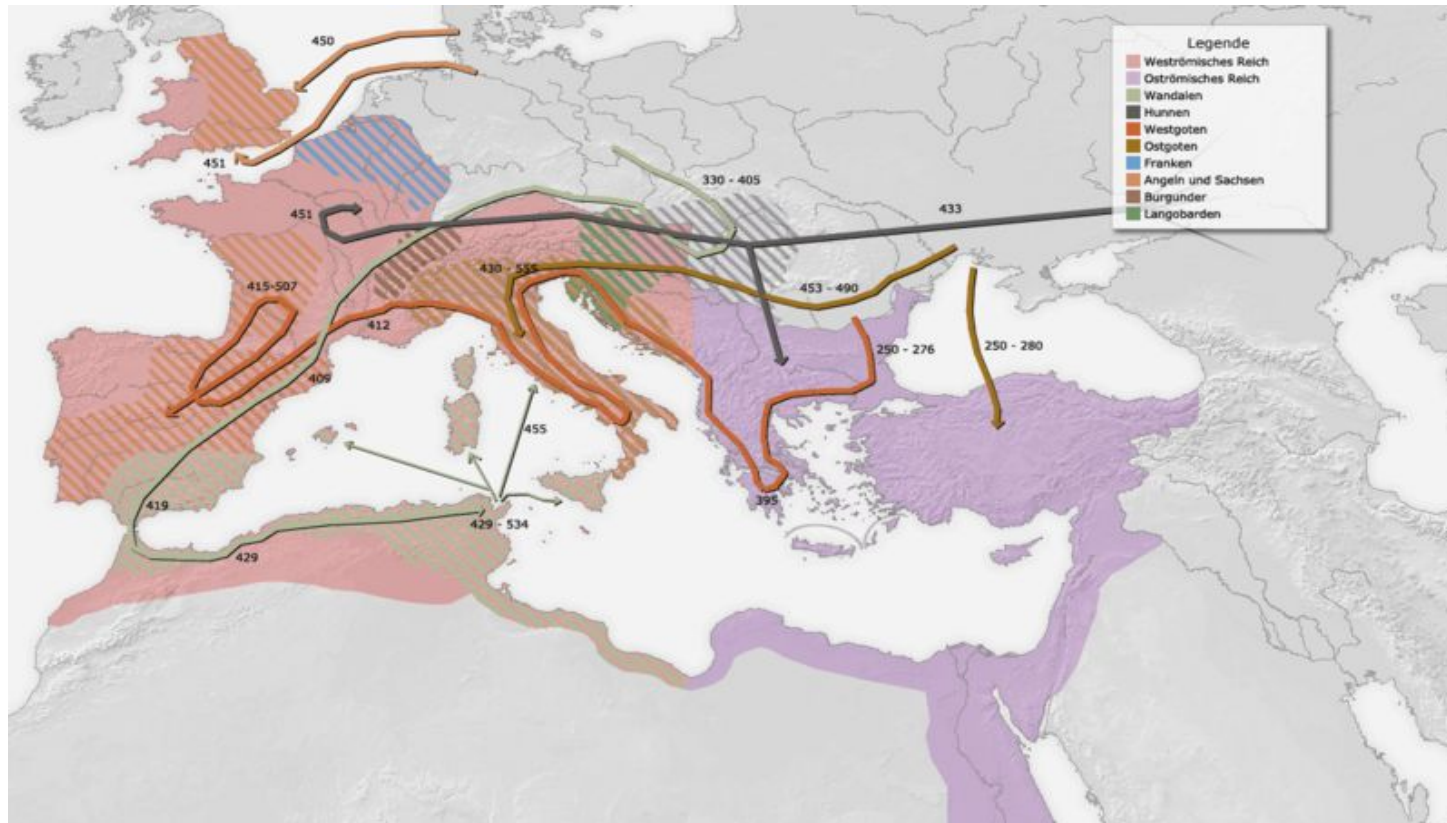 Legende
Weströmisches Reich
Oströmisches Reich
Wandalen
Hunnen
Westgoten
Ostgoten
Franken
Angeln und Sachsen
Burgunder
Langobarden
450
451
330 - 405
451
433
430 - 555
415-507
453 - 490
412
250 - 276
250 - 280
409
455
395
419
429 - 534
429